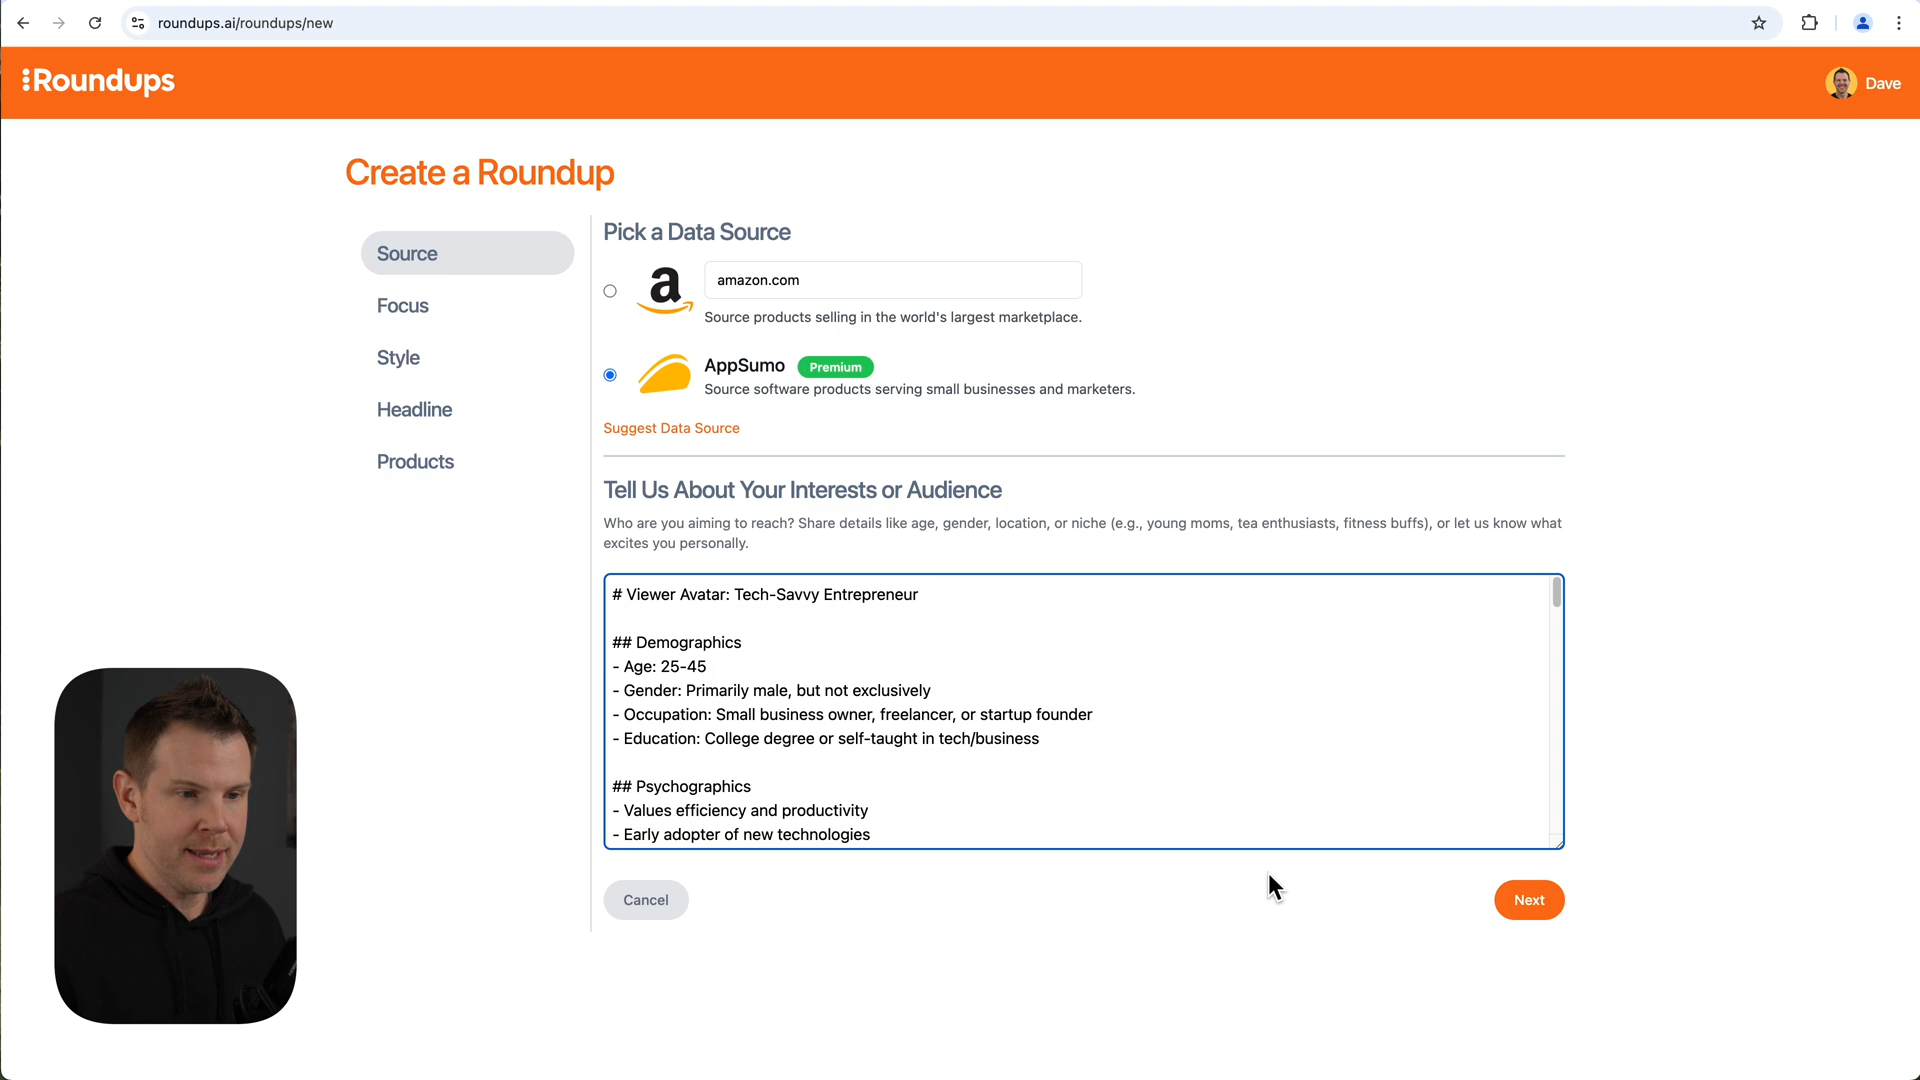 roundups.ai/roundups/new
Roundups
Dave
Create a Roundup
Source
Focus
Style
Headline
Products
Pick a Data Source
amazon.com
Source products selling in the world's largest marketplace.
AppSumo Premium
Source software products serving small businesses and marketers.
Suggest Data Source
Tell Us About Your Interests or Audience
Who are you aiming to reach? Share details like age, gender, location, or niche (e.g., young moms, tea enthusiasts, fitness buffs), or let us know what
excites you personally.
# Viewer Avatar: Tech-Savvy Entrepreneur
## Demographics
- Age: 25-45
- Gender: Primarily male, but not exclusively
- Occupation: Small business owner, freelancer, or startup founder
- Education: College degree or self-taught in tech/business
## Psychographics
- Values efficiency and productivity
- Early adopter of new technologies
Cancel
Next